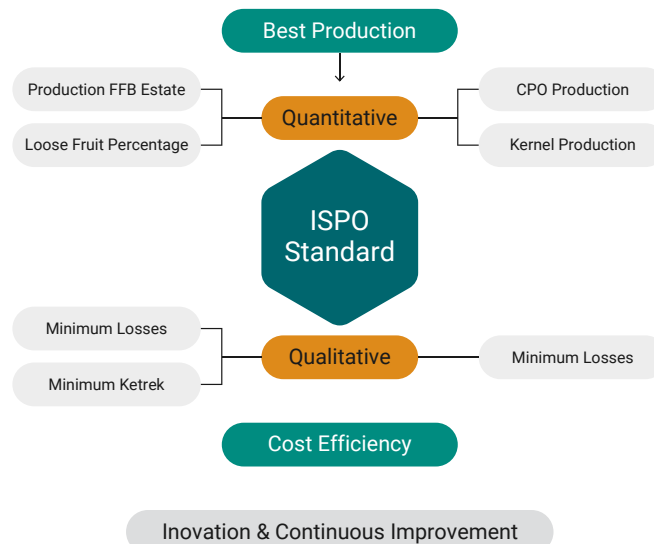 Best Production
Production FFB Estate
Loose Fruit Percentage
Quantitative
CPO Production
Kernel Production
ISPO
Standard
Minimum Losses
Minimum Ketrek
Qualitative
Minimum Losses
Cost Efficiency
Inovation & Continuous Improvement